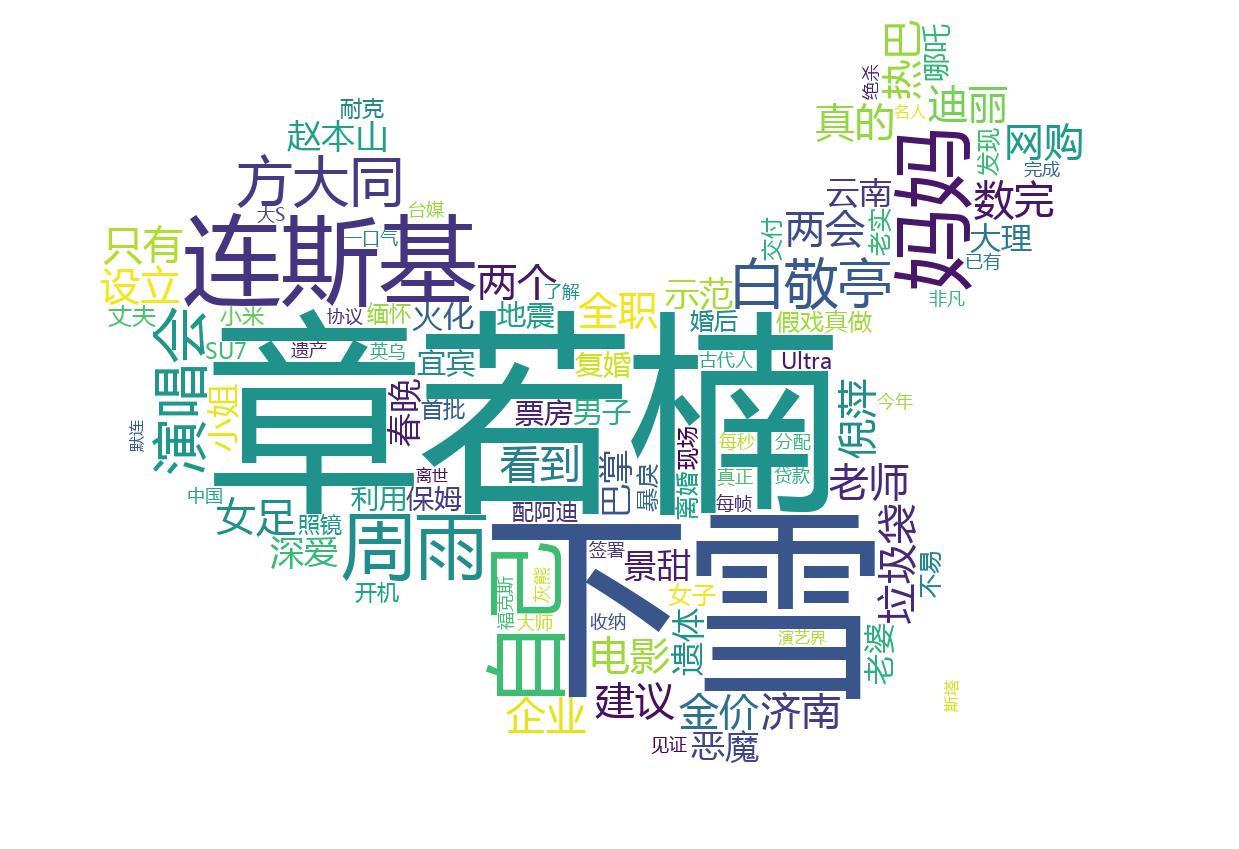 热巴
哪吒
绝杀
名人
迪丽
真的
耐克
赵本山
妈妈
发现
网购
完成
方大同
云南
数完
大S
台媒
连斯基
一口气
只有
交付
两会
老实
大理
已有
设立
两个
了解
全职
示范
白敬亭
非凡
丈夫
小米
协议
缅怀
火化
地震
婚后
假戏真做
演唱会
SU7
遗产
英乌
章若楠
宜宾
复婚
古代人
Ultra
小姐
春晚
首批
票房
男子
倪萍
今年
默连
现场
每秒
分配
看到
巴掌
暴戾
离婚
真正
贷款
老师
中国
离世
女足
照镜
利用
保姆
配阿迪
每帧
垃圾袋
深爱
周雨
下雪
签署
景甜
不易
开机
自己
福克斯
灰熊
女子
大师
收纳
遗体
演艺界
老婆
电影
斯塔
企业
建议
金价
济南
见证
恶魔